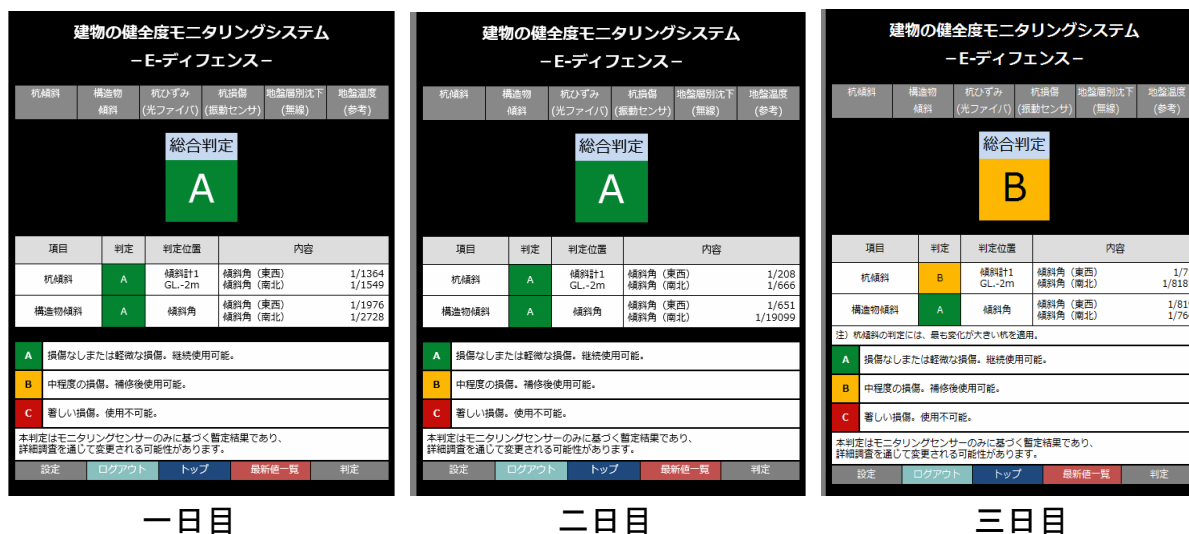 建物の健全度モニタリングシステム
－E-ディフェンス－
杭傾斜 構造物傾斜 杭ひずみ(光ファイバ) 杭損傷(振動センサ) 地盤層別沈下(無線) 地盤温度(参考)
総合判定
A
項目 判定 判定位置 内容
杭傾斜 A 傾斜計1 傾斜角（東西） 1/1364
GL.-2m 傾斜角（南北） 1/1549
構造物傾斜 A 傾斜角 傾斜角（東西） 1/1976
傾斜角（南北） 1/2728
A 損傷なしまたは軽微な損傷。継続使用可能。
B 中程度の損傷。補修後使用可能。
C 著しい損傷。使用不可能。
本判定はモニタリングセンサーのみに基づく暫定結果であり、
詳細調査を通じて変更される可能性があります。
設定 ログアウト トップ 最新値一覧 判定
一日目
建物の健全度モニタリングシステム
－E-ディフェンス－
杭傾斜 構造物傾斜 杭ひずみ(光ファイバ) 杭損傷(振動センサ) 地盤層別沈下(無線) 地盤温度(参考)
総合判定
A
項目 判定 判定位置 内容
杭傾斜 A 傾斜計1 傾斜角（東西） 1/208
GL.-2m 傾斜角（南北） 1/666
構造物傾斜 A 傾斜角 傾斜角（東西） 1/651
傾斜角（南北） 1/19099
A 損傷なしまたは軽微な損傷。継続使用可能。
B 中程度の損傷。補修後使用可能。
C 著しい損傷。使用不可能。
本判定はモニタリングセンサーのみに基づく暫定結果であり、
詳細調査を通じて変更される可能性があります。
設定 ログアウト トップ 最新値一覧 判定
二日目
建物の健全度モニタリングシステム
－E-ディフェンス－
杭傾斜 構造物傾斜 杭ひずみ(光ファイバ) 杭損傷(振動センサ) 地盤層別沈下(無線) 地盤温度(参考)
総合判定
B
項目 判定 判定位置 内容
杭傾斜 B 傾斜計1 傾斜角（東西） 1/7
GL.-2m 傾斜角（南北） 1/818
構造物傾斜 A 傾斜角 傾斜角（東西） 1/81
傾斜角（南北） 1/76
注）杭傾斜の判定には、最も変化が大きい杭を適用。
A 損傷なしまたは軽微な損傷。継続使用可能。
B 中程度の損傷。補修後使用可能。
C 著しい損傷。使用不可能。
本判定はモニタリングセンサーのみに基づく暫定結果であり、
詳細調査を通じて変更される可能性があります。
設定 ログアウト トップ 最新値一覧 判定
三日目